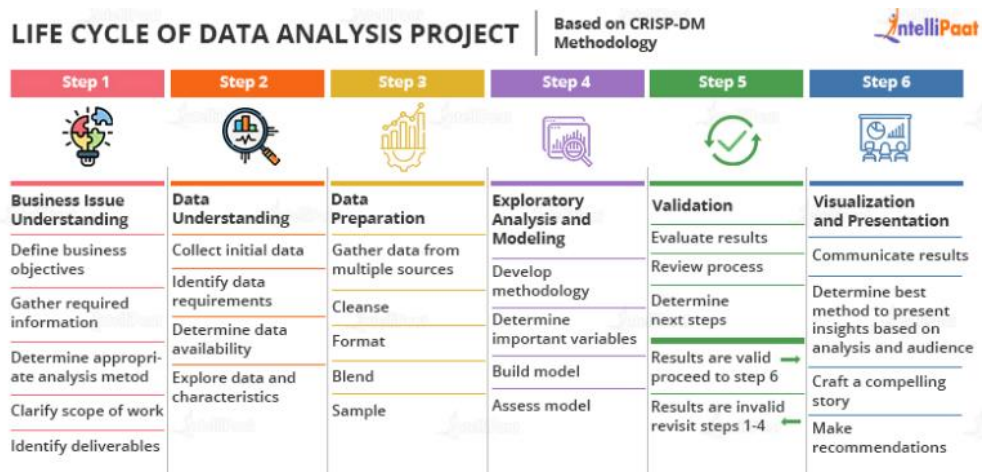 LIFE CYCLE OF DATA ANALYSIS PROJECT
Based on CRISP-DM
Methodology
IntelliPaat
Step 1
Step 2
Step 3
Step 4
Step 5
Step 6
Business Issue
Understanding
Define business
objectives
Gather required
information
Determine appropri-
ate analysis metod
Clarify scope of work
Identify deliverables
Data
Understanding
Collect initial data
Identify data
requirements
Determine data
availability
Explore data and
characteristics
Data
Preparation
Gather data from
multiple sources
Cleanse
Format
Blend
Sample
Exploratory
Analysis and
Modeling
Develop
methodology
Determine
important variables
Build model
Assess model
Validation
Evaluate results
Review process
Determine
next steps
Results are valid
proceed to step 6
Results are invalid
revisit steps 1-4
Visualization
and Presentation
Communicate results
Determine best
method to present
insights based on
analysis and audience
Craft a compelling
story
Make
recommendations